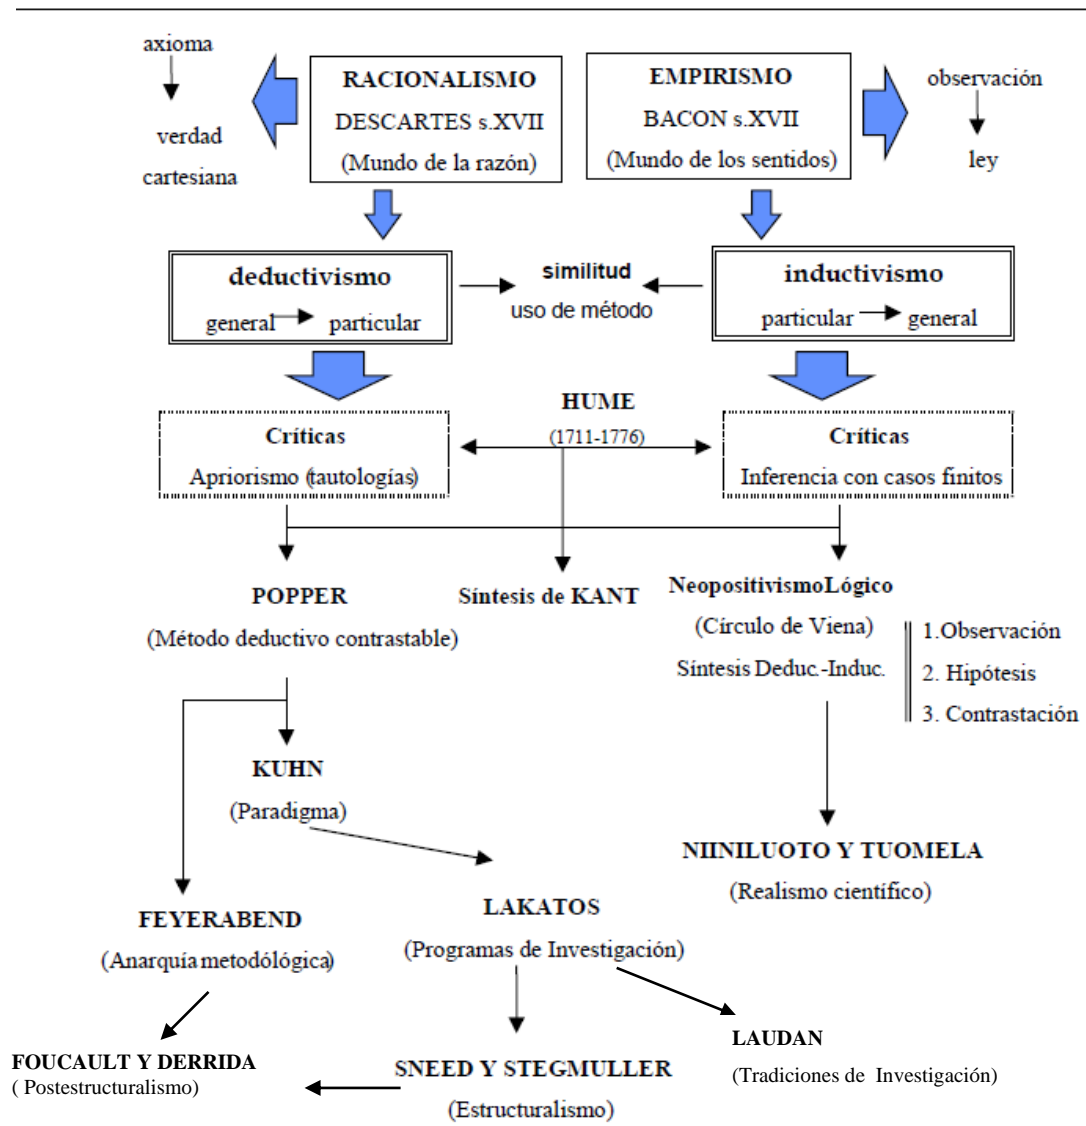 axioma
verdad
cartesiana
RACIONALISMO
DESCARTES s.XVII
(Mundo de la razón)
EMPIRISMO
BACON s.XVII
(Mundo de los sentidos)
observación
ley
deductivismo
general particular
similitud
uso de método
inductivismo
particular general
Críticas
Apriorismo (tautologías)
HUME
(1711-1776)
Críticas
Inferencia con casos finitos
POPPER
(Método deductivo contrastable)
Síntesis de KANT
NeopositivismoLógico
(Círculo de Viena)
Síntesis Deduc.-Induc.
1.Observación
2. Hipótesis
3. Contrastación
KUHN
(Paradigma)
NIINILUOTO Y TUOMELA
(Realismo científico)
FEYERABEND
(Anarquía metodólógica)
LAKATOS
(Programas de Investigación)
FOUCAULT Y DERRIDA
( Postestructuralismo)
SNEED Y STEGMULLER
(Estructuralismo)
LAUDAN
(Tradiciones de Investigación)